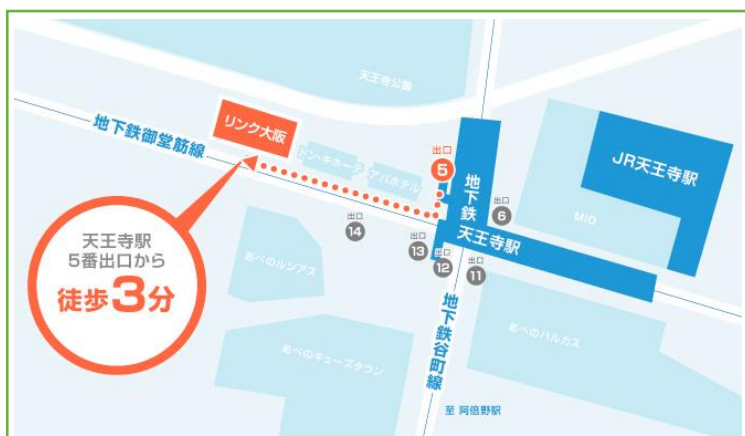 天王寺公園
地下鉄御堂筋線
リンク大阪
ドン・キホーテ
アパホテル
出口
5
地下鉄
天王寺駅
JR天王寺駅
MIO
出口
6
出口
14
出口
13
出口
12
出口
11
天王寺駅
5番出口から
徒歩3分
あべのルシアス
あべのキューズタウン
地下鉄谷町線
あべのハルカス
至 阿倍野駅